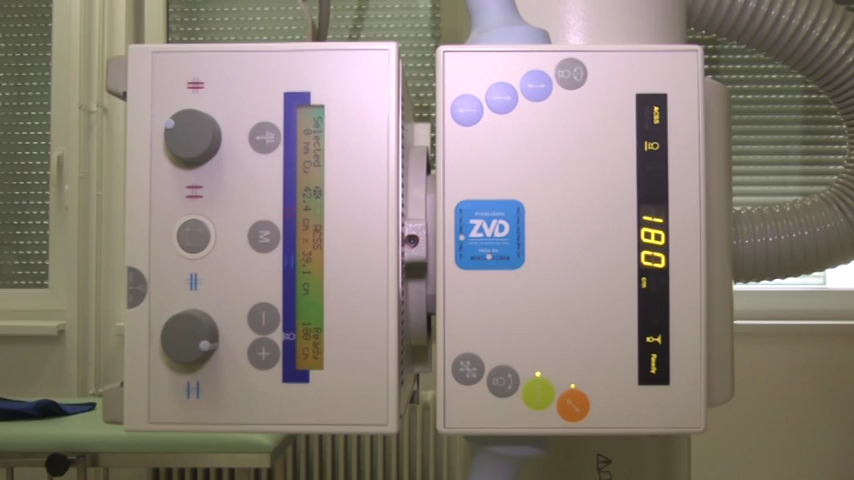 Selected ACSS Ready
0 mm Cu 42.4 cm x 39.1 cm 180 cm
M
ZVD
ACSS
180
cm
Ready